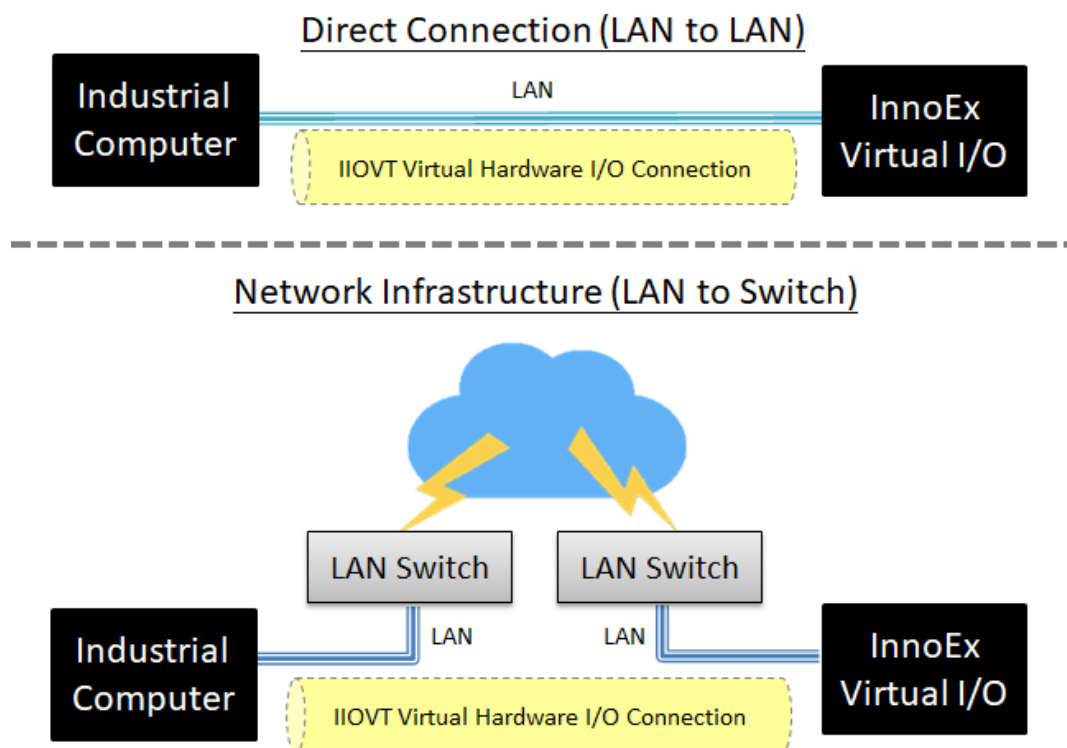 Direct Connection (LAN to LAN)
Industrial
Computer
LAN
InnoEx
Virtual I/O
IIOVT Virtual Hardware I/O Connection
Network Infrastructure (LAN to Switch)
LAN Switch
LAN Switch
Industrial
Computer
LAN
LAN
InnoEx
Virtual I/O
IIOVT Virtual Hardware I/O Connection